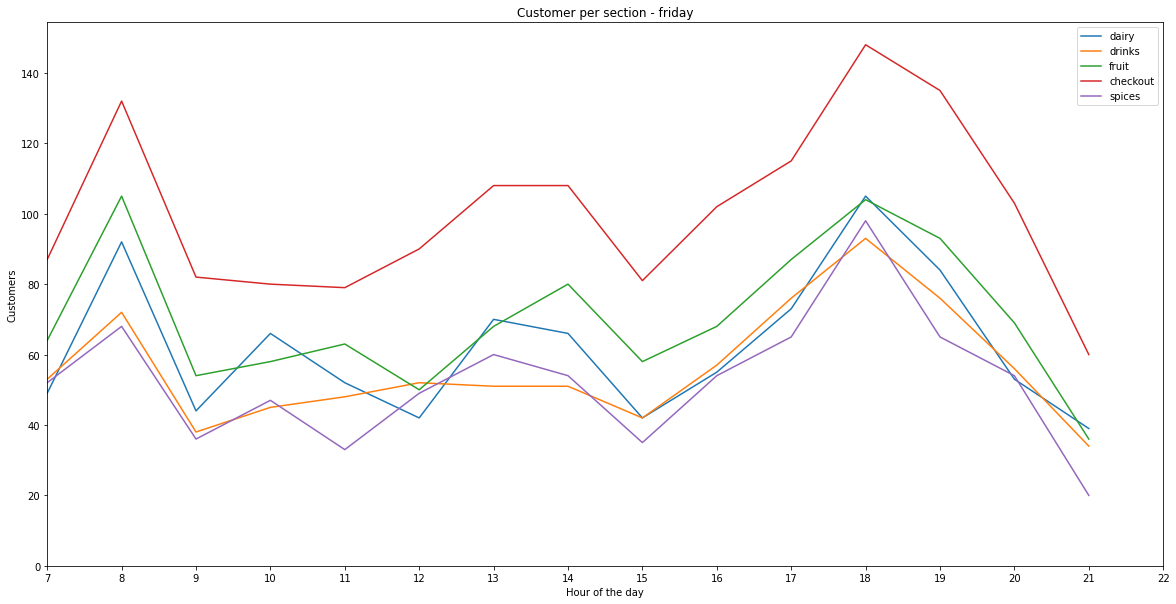 Customer per section - friday
dairy
drinks
fruit
checkout
spices
Customers
140
120
100
80
60
40
20
0
7 8 9 10 11 12 13 14 15 16 17 18 19 20 21 22
Hour of the day